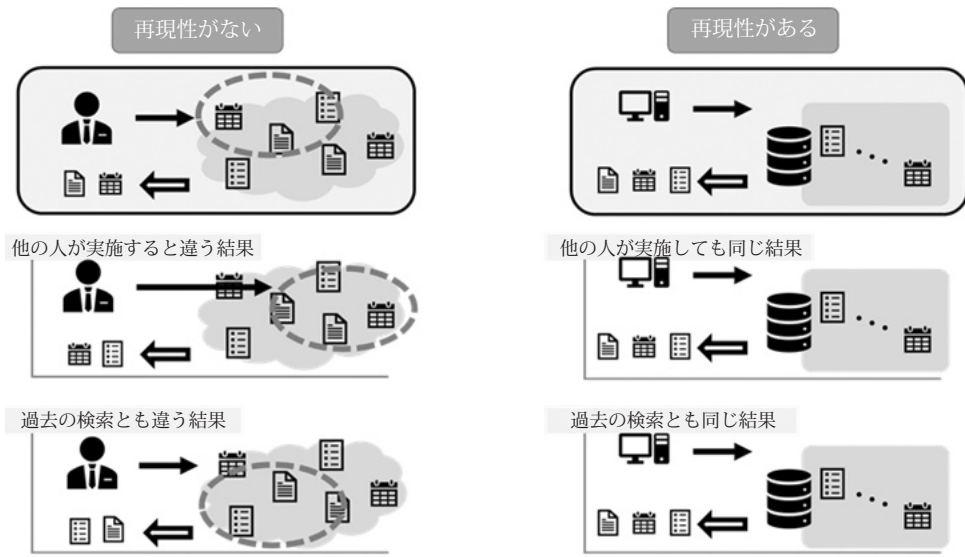 再現性がない
再現性がある
他の人が実施すると違う結果
他の人が実施しても同じ結果
過去の検索とも違う結果
過去の検索とも同じ結果